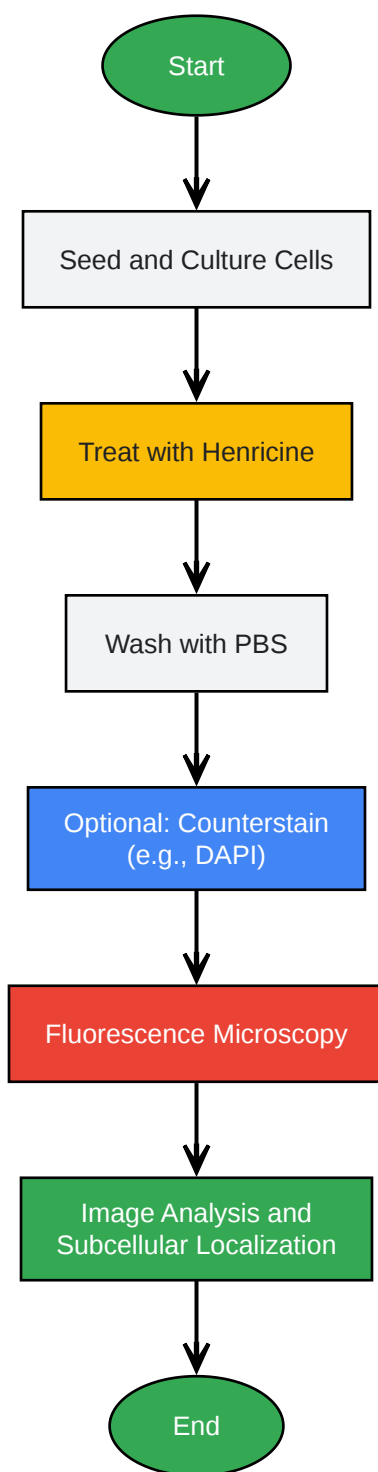 Start
Seed and Culture Cells
Treat with Henricine
Wash with PBS
Optional: Counterstain
(e.g., DAPI)
Fluorescence Microscopy
Image Analysis and
Subcellular Localization
End